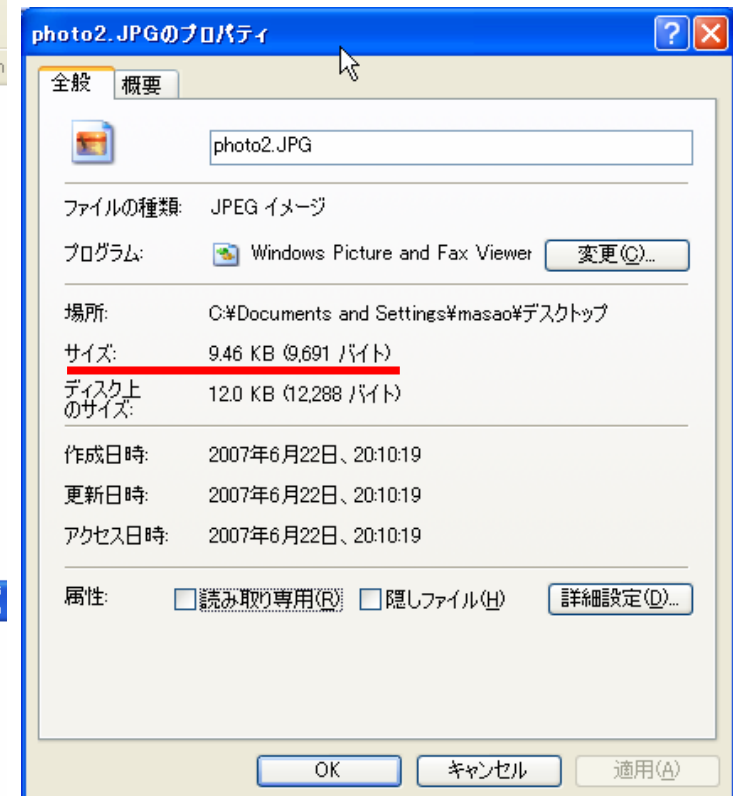 photo2.JPGのプロパティ
全般 概要
photo2.JPG
ファイルの種類: JPEG イメージ
プログラム: Windows Picture and Fax Viewer 変更(C)...
場所: C:¥Documents and Settings¥masao¥デスクトップ
サイズ: 9.46 KB (9,691 バイト)
ディスク上
のサイズ: 12.0 KB (12,288 バイト)
作成日時: 2007年6月22日、20:10:19
更新日時: 2007年6月22日、20:10:19
アクセス日時: 2007年6月22日、20:10:19
属性: 読み取り専用(R) 隠しファイル(H) 詳細設定(D)...
OK キャンセル 適用(A)